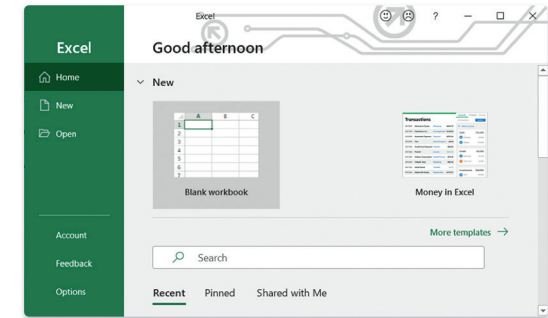 Excel
?
Excel
Good afternoon
Home
New
New
Open
A B C
1
2
3
4
5
6
7
Transactions
Blank workbook
Money in Excel
Account
More templates
Feedback
Search
Options
Recent Pinned Shared with Me